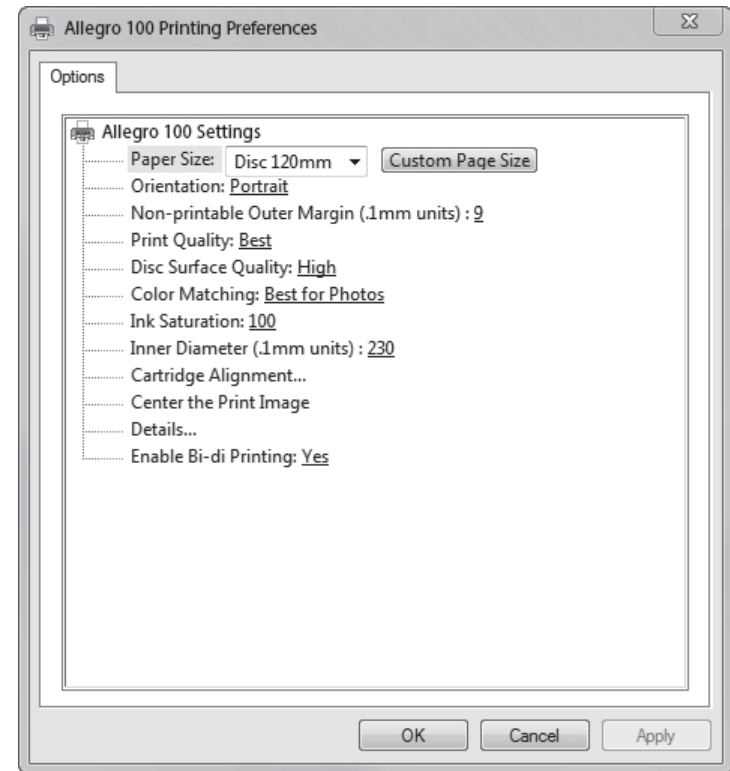 Allegro 100 Printing Preferences
Options
Allegro 100 Settings
Paper Size: Disc 120mm Custom Page Size
Orientation: Portrait
Non-printable Outer Margin (.1mm units) : 9
Print Quality: Best
Disc Surface Quality: High
Color Matching: Best for Photos
Ink Saturation: 100
Inner Diameter (.1mm units) : 230
Cartridge Alignment...
Center the Print Image
Details...
Enable Bi-di Printing: Yes
OK Cancel Apply